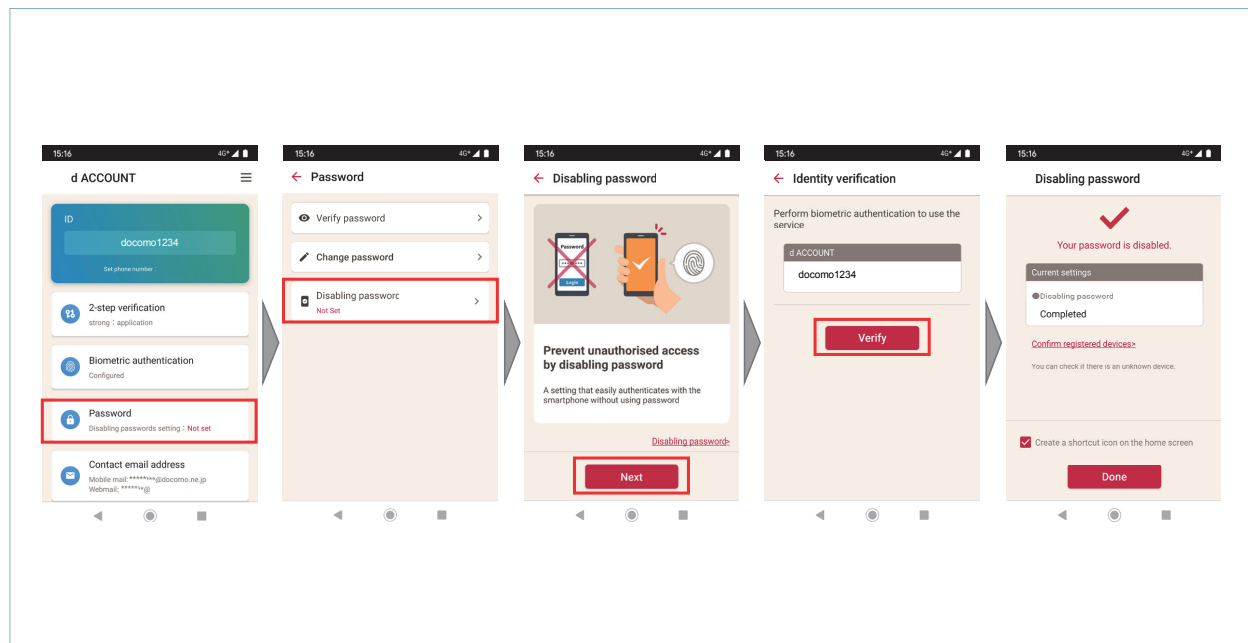 15:16
4G+
d ACCOUNT
ID
docomo1234
Set phone number :
2-step verification
strong : application
Biometric authentication
Configured
Password
Disabling passwords setting : Not set
Contact email address
Mobile mail: *****:**@docomo.ne.jp
Webmail: *****:*@
15:16
4G+
Password
Verify password
Change password
Disabling password
Not Set
15:16
4G+
Disabling password
Password
Login
Prevent unauthorised access
by disabling password
A setting that easily authenticates with the
smartphone without using password
Disabling password>
Next
15:16
4G+
Identity verification
Perform biometric authentication to use the
service
d ACCOUNT
docomo1234
Verify
15:16
4G+
Disabling password
Your password is disabled.
Current settings
●Disabling password
Completed
Confirm registered devices>
You can check if there is an unknown device.
Create a shortcut icon on the home screen
Done